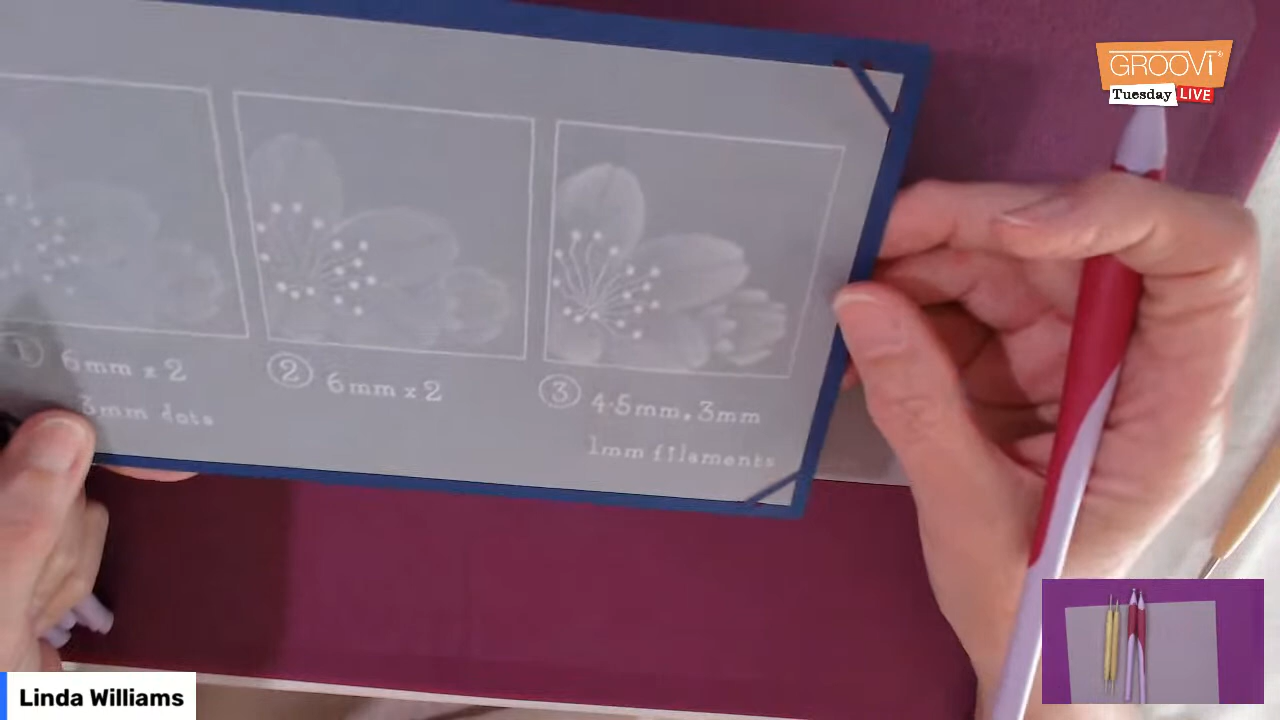 GROOVI
Tuesday LIVE
1 6mm x 2
3mm dots
2 6mm x 2
3 4.5mm, 3mm
1mm filaments
Linda Williams